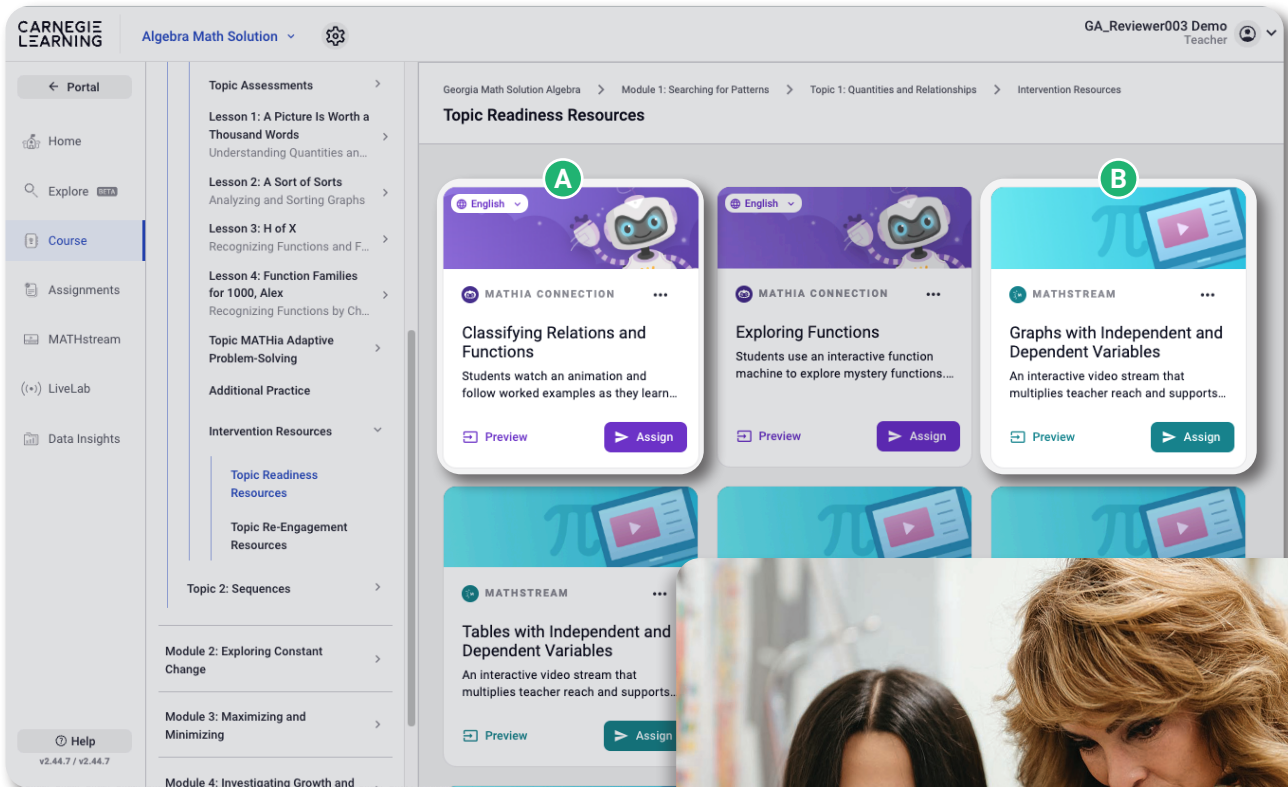 CARNEGIE
LEARNING
Algebra Math Solution
GA_Reviewer003 Demo
Teacher
Portal
Home
Explore BETA
Course
Assignments
MATHstream
LiveLab
Data Insights
Help
v2.44.7 / v2.44.7
Topic Assessments
Lesson 1: A Picture Is Worth a
Thousand Words
Understanding Quantities an...
Lesson 2: A Sort of Sorts
Analyzing and Sorting Graphs
Lesson 3: H of X
Recognizing Functions and F...
Lesson 4: Function Families
for 1000, Alex
Recognizing Functions by Ch...
Topic MATHia Adaptive
Problem-Solving
Additional Practice
Intervention Resources
Topic Readiness
Resources
Topic Re-Engagement
Resources
Topic 2: Sequences
Module 2: Exploring Constant
Change
Module 3: Maximizing and
Minimizing
Module 4: Investigating Growth and
Georgia Math Solution Algebra > Module 1: Searching for Patterns > Topic 1: Quantities and Relationships > Intervention Resources
Topic Readiness Resources
A
English
MATHIA CONNECTION
Classifying Relations and
Functions
Students watch an animation and
follow worked examples as they learn...
Preview
Assign
English
MATHIA CONNECTION
Exploring Functions
Students use an interactive function
machine to explore mystery functions....
Preview
Assign
B
π
MATHSTREAM
Graphs with Independent and
Dependent Variables
An interactive video stream that
multiplies teacher reach and supports...
Preview
Assign
π
MATHSTREAM
Tables with Independent and
Dependent Variables
An interactive video stream that
multiplies teacher reach and supports...
Preview
Assign
π
π